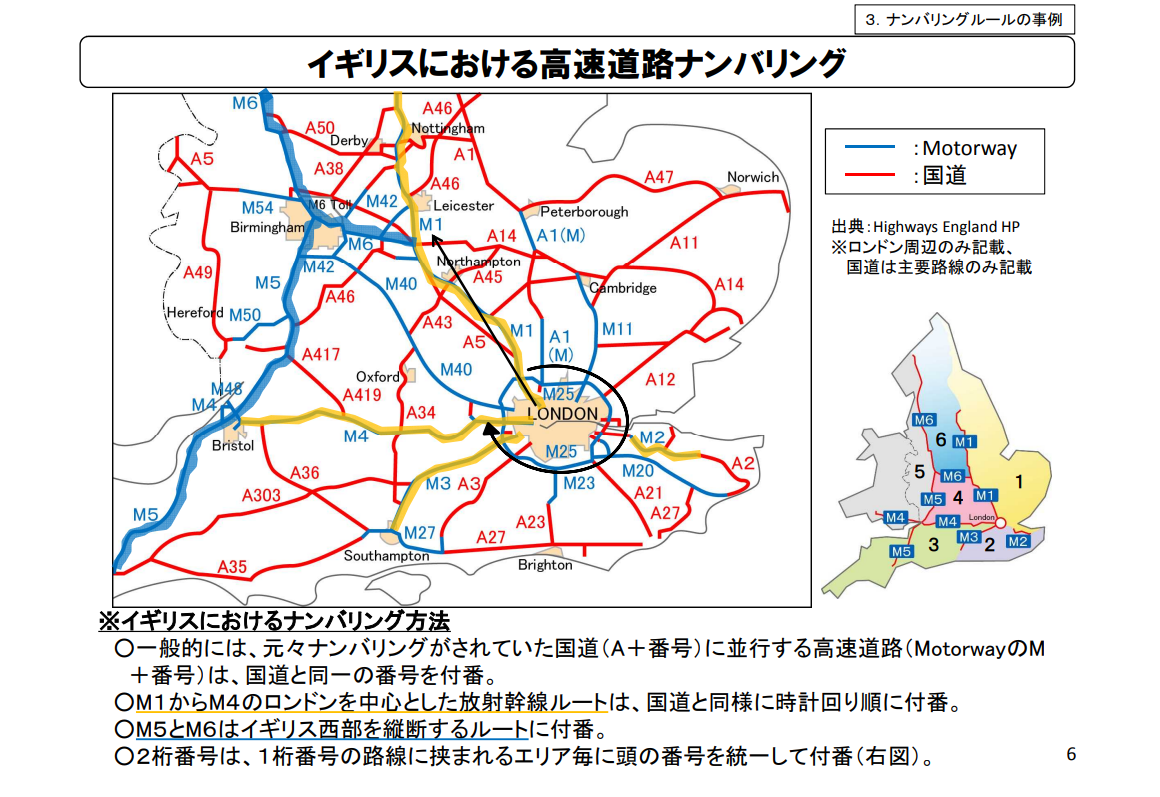 ３．ナンバリングルールの事例
イギリスにおける高速道路ナンバリング
M6
A46
A50
Nottingham
Derby
A1
A5
A38
A47
Norwich
A46
M54
M6 Toll
M42
Leicester
Peterborough
Birmingham
M1
A1(M)
M6
A14
A11
M42
Northampton
A49
M5
A45
M40
Cambridge
A14
A46
Hereford
M50
A43
M1
A1
(M)
M11
A5
A417
M40
Oxford
A12
M48
A419
M25
M4
A34
LONDON
M4
M2
Bristol
M25
A2
A36
M20
M3
A3
M23
A303
A21
M5
A27
A23
M27
A27
Southampton
A35
Brighton
：Motorway
：国道
出典：Highways England HP
※ロンドン周辺のみ記載、
国道は主要路線のみ記載
M6
6
M1
5
M6
1
M5
4
M1
London
M4
M4
M3
M2
3
2
M5
※イギリスにおけるナンバリング方法
〇一般的には、元々ナンバリングがされていた国道（A＋番号）に並行する高速道路（MotorwayのM
＋番号）は、国道と同一の番号を付番。
〇M１からM４のロンドンを中心とした放射幹線ルートは、国道と同様に時計回り順に付番。
〇M５とM６はイギリス西部を縦断するルートに付番。
〇２桁番号は、１桁番号の路線に挟まれるエリア毎に頭の番号を統一して付番（右図）。
6